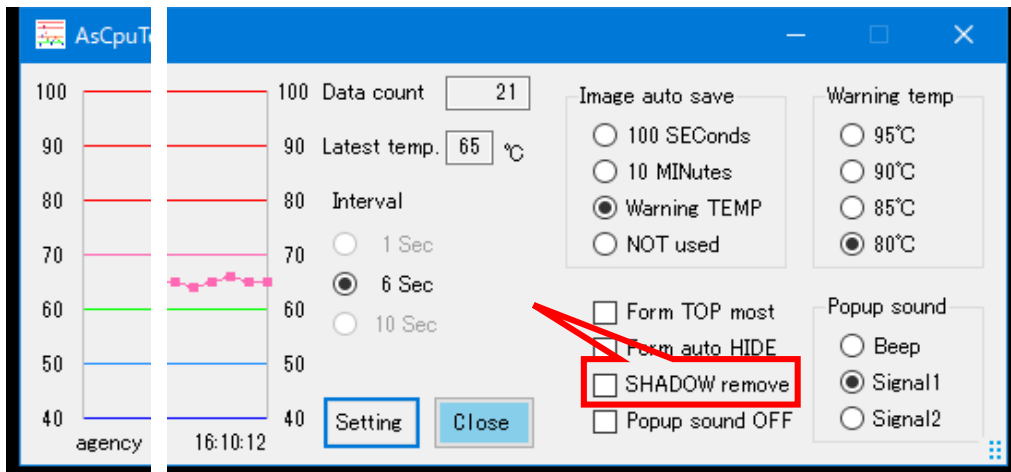 AsCpuTe
100
90
80
70
60
50
40
agency 16:10:12
100
90
80
70
60
50
40
Data count 21
Latest temp. 65 ℃
Interval
1 Sec
6 Sec
10 Sec
Setting Close
Image auto save
100 SEConds
10 MINutes
Warning TEMP
NOT used
Form TOP most
Form auto HIDE
SHADOW remove
Popup sound OFF
Warning temp
95℃
90℃
85℃
80℃
Popup sound
Beep
Signal1
Signal2